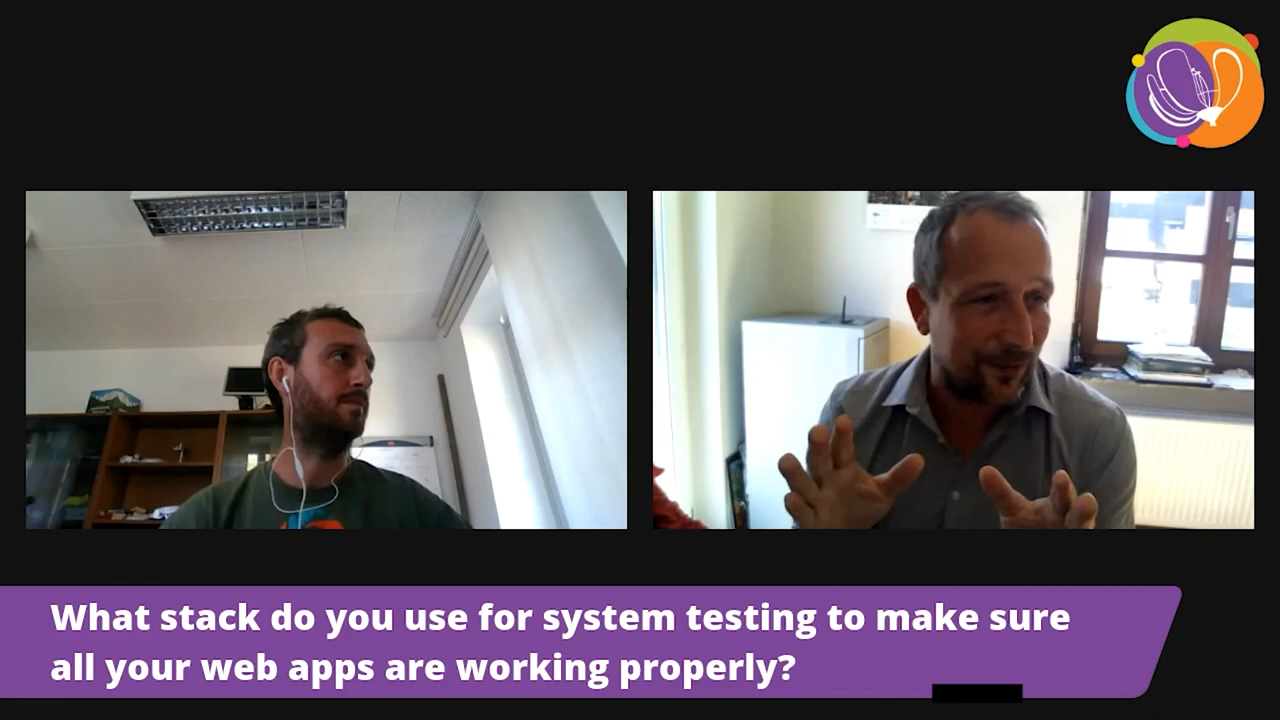 What stack do you use for system testing to make sure
all your web apps are working properly?